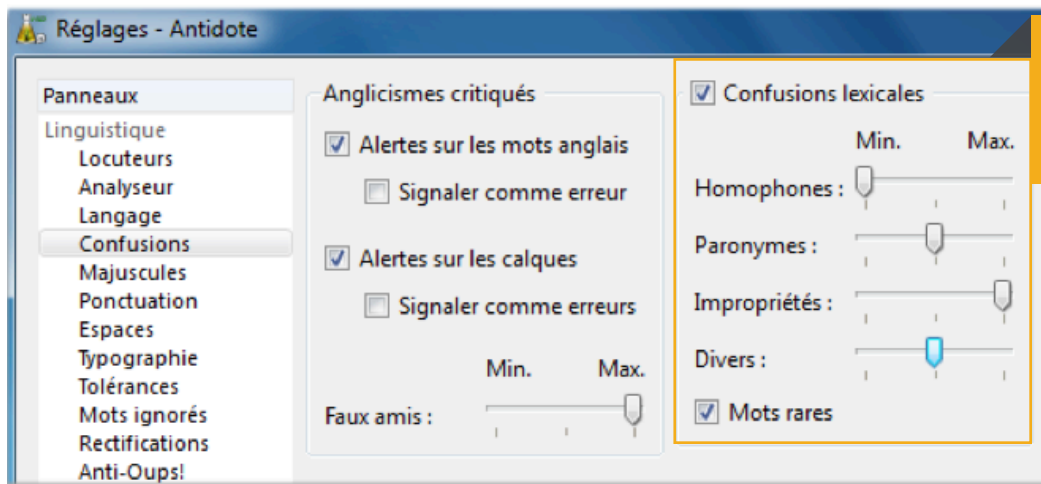 Réglages - Antidote
Panneaux
Linguistique
Locuteurs
Analyseur
Langage
Confusions
Majuscules
Ponctuation
Espaces
Typographie
Tolérances
Mots ignorés
Rectifications
Anti-Oups!
Anglicismes critiqués
Alertes sur les mots anglais
Signaler comme erreur
Alertes sur les calques
Signaler comme erreurs
Min. Max.
Faux amis :
Confusions lexicales
Min. Max.
Homophones :
Paronymes :
Impropriétés :
Divers :
Mots rares